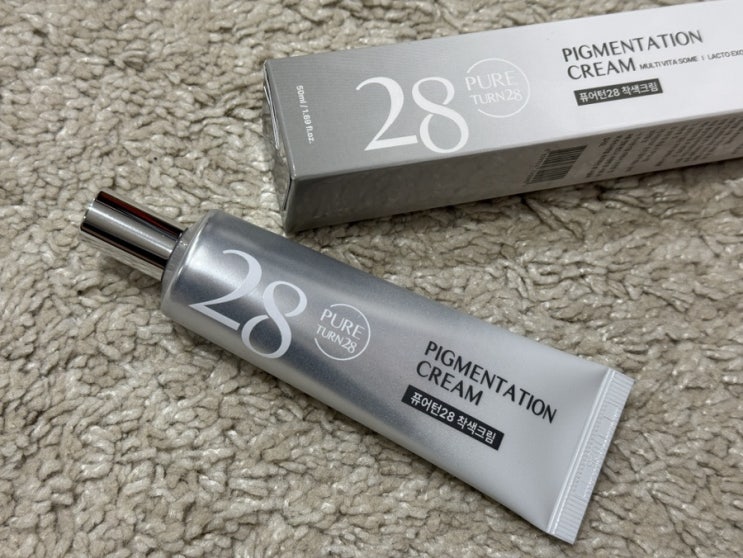 50ml / 1.69 fl.oz.
28
PURE
TURN28
PIGMENTATION
CREAM MULTI VITA SOME | LACTO EXO
퓨어턴28 착색크림
28
PURE
TURN28
PIGMENTATION
CREAM
퓨어턴28 착색크림